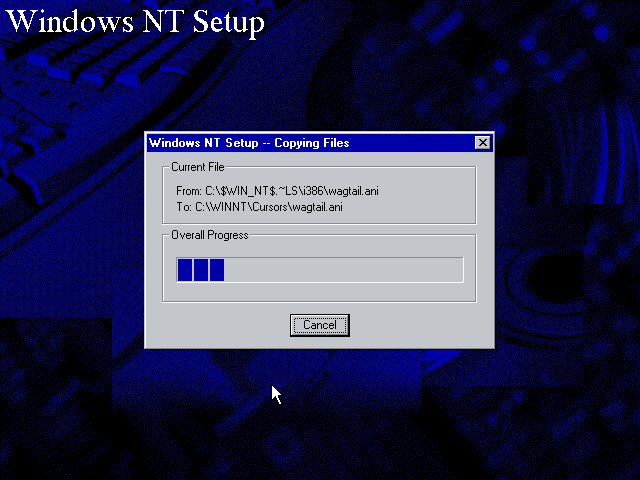 Windows NT Setup
Windows NT Setup -- Copying Files
Current File
From: C:\$WIN_NT$.~LS\i386\wagtail.ani
To: C:\WINNT\Cursors\wagtail.ani
Overall Progress
Cancel